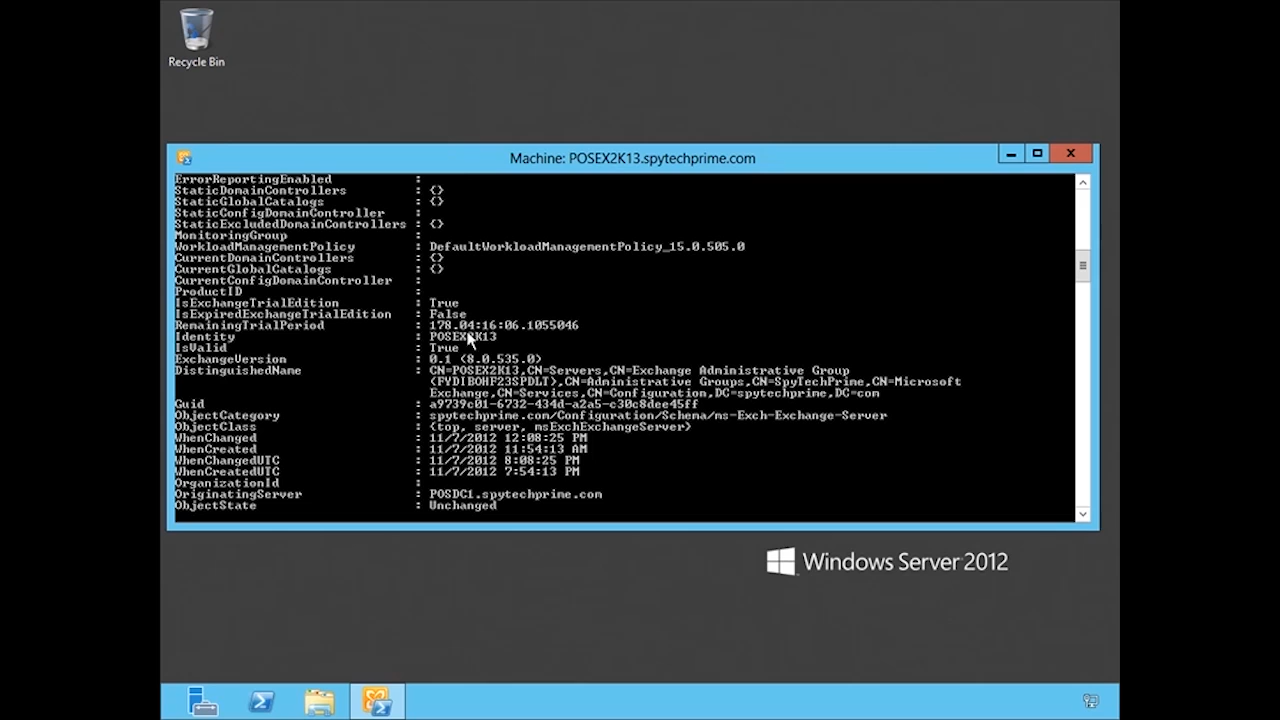 Recycle Bin
Machine: POSEX2K13.spytechprime.com
ErrorReportingEnabled :
StaticDomainControllers : {}
StaticGlobalCatalogs : {}
StaticConfigDomainController :
StaticExcludedDomainControllers : {}
MonitoringGroup :
WorkloadManagementPolicy : DefaultWorkloadManagementPolicy_15.0.505.0
CurrentDomainControllers : {}
CurrentGlobalCatalogs : {}
CurrentConfigDomainController :
ProductID :
IsExchangeTrialEdition : True
IsExpiredExchangeTrialEdition : False
RemainingTrialPeriod : 178.04:16:06.1055046
Identity : POSEX2K13
IsValid : True
ExchangeVersion : 0.1 (8.0.535.0)
DistinguishedName : CN=POSEX2K13,CN=Servers,CN=Exchange Administrative Group
(FYDIBOHF23SPDLT),CN=Administrative Groups,CN=SpyTechPrime,CN=Microsoft
Exchange,CN=Services,CN=Configuration,DC=spytechprime,DC=com
Guid : a9739c01-6732-434d-a2a5-c30c8dee45ff
ObjectCategory : spytechprime.com/Configuration/Schema/ms-Exch-Exchange-Server
ObjectClass : {top, server, msExchExchangeServer}
WhenChanged : 11/7/2012 12:08:25 PM
WhenCreated : 11/7/2012 11:54:13 AM
WhenChangedUTC : 11/7/2012 8:08:25 PM
WhenCreatedUTC : 11/7/2012 7:54:13 PM
OrganizationId :
OriginatingServer : POSDC1.spytechprime.com
ObjectState : Unchanged
Windows Server 2012